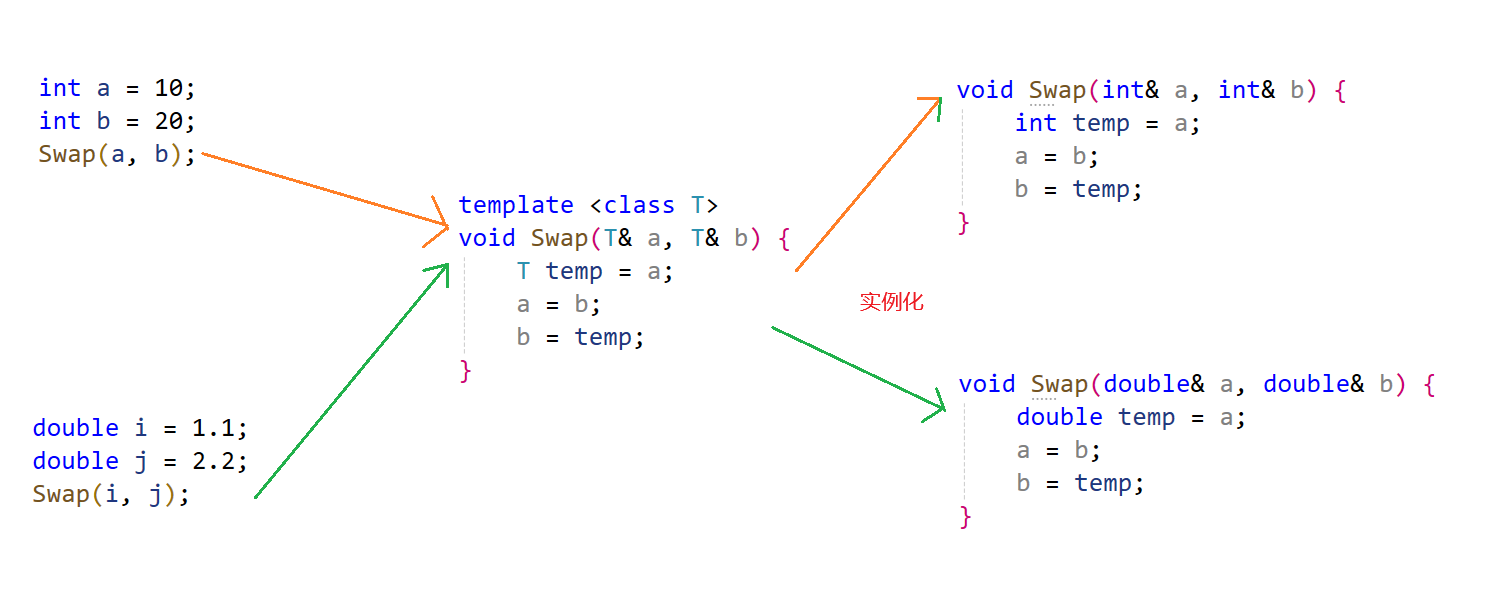 int a = 10;
int b = 20;
Swap(a, b);
double i = 1.1;
double j = 2.2;
Swap(i, j);
template <class T>
void Swap(T& a, T& b) {
    T temp = a;
    a = b;
    b = temp;
}
实例化
void Swap(int& a, int& b) {
    int temp = a;
    a = b;
    b = temp;
}
void Swap(double& a, double& b) {
    double temp = a;
    a = b;
    b = temp;
}